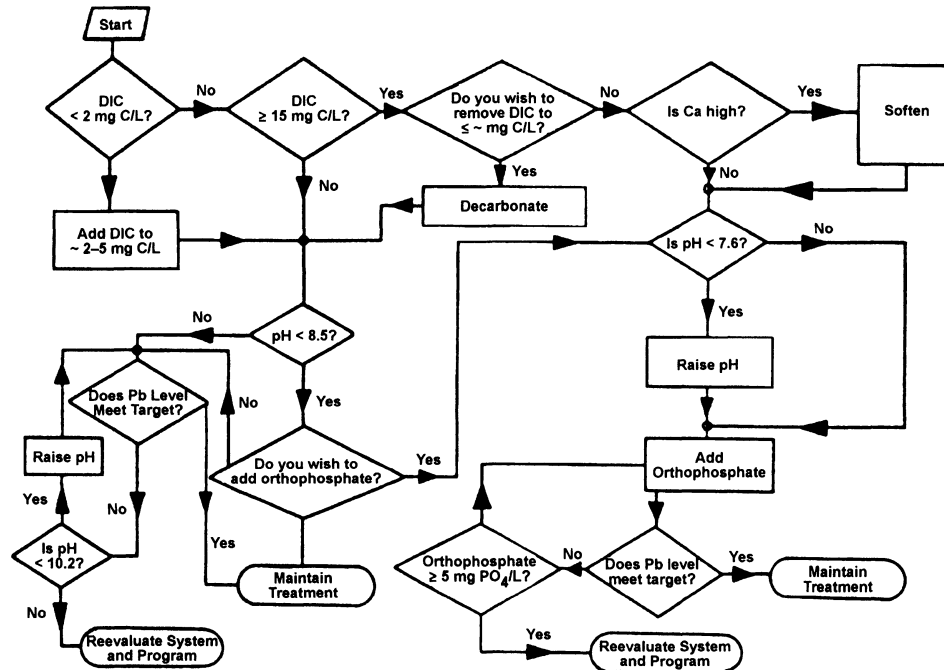 Start
DIC
< 2 mg C/L?
No
DIC
≥ 15 mg C/L?
Yes
Do you wish to
remove DIC to
≤ ~ mg C/L?
No
Is Ca high?
Yes
Soften
No
Yes
No
Add DIC to
~ 2–5 mg C/L
Decarbonate
Is pH < 7.6?
No
No
pH < 8.5?
Yes
Raise pH
Does Pb Level
Meet Target?
No
Yes
Raise pH
Do you wish to
add orthophosphate?
Yes
Add
Orthophosphate
Yes
No
Yes
Is pH
< 10.2?
Maintain
Treatment
Orthophosphate
≥ 5 mg PO4/L?
No
Does Pb level
meet target?
Yes
Maintain
Treatment
No
Reevaluate System
and Program
Yes
Reevaluate System
and Program